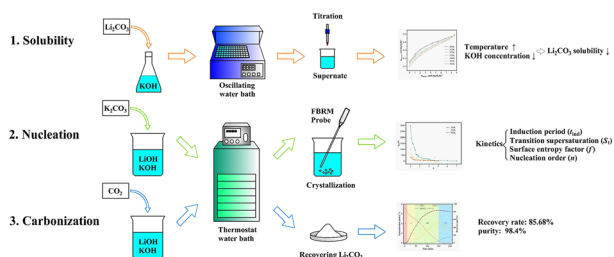 1. Solubility
Li₂CO₃
KOH
Oscillating
water bath
Titration
Supernate
Temperature ↑
KOH concentration ↓
Li₂CO₃ solubility ↓
2. Nucleation
K₂CO₃
LiOH
KOH
Thermostat
water bath
FBRM
Probe
Crystallization
Kinetics
Induction period (t_ind)
Transition supersaturation (S_t)
Surface entropy factor (f)
Nucleation order (n)
3. Carbonization
CO₂
LiOH
KOH
Recovering Li₂CO₃
Recovery rate: 85.68%
purity: 98.4%